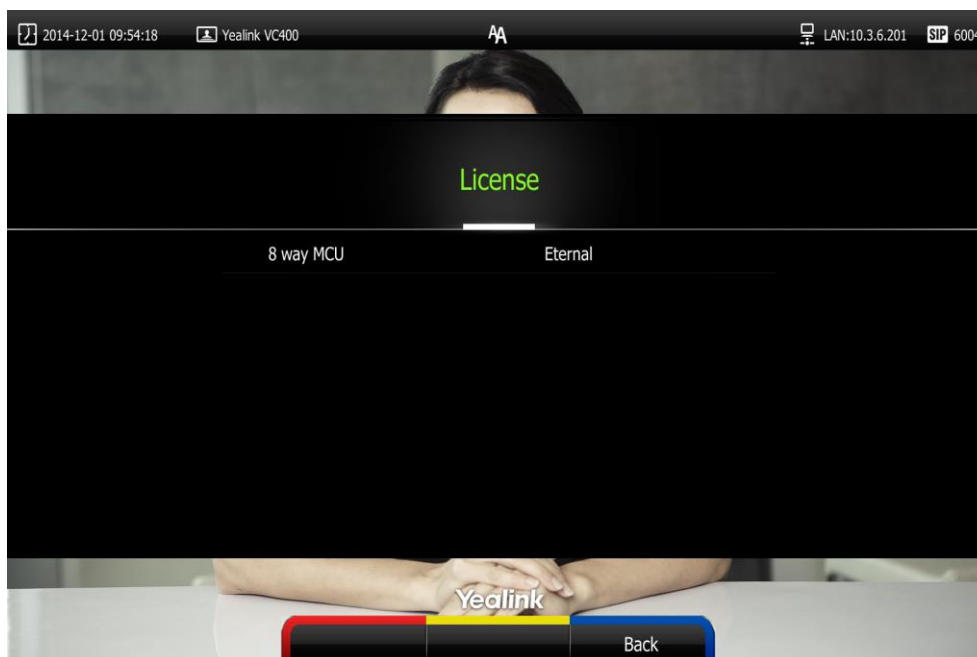 2014-12-01 09:54:18 Yealink VC400 AA LAN:10.3.6.201 SIP 6004
License
8 way MCU Eternal
Yealink
Back